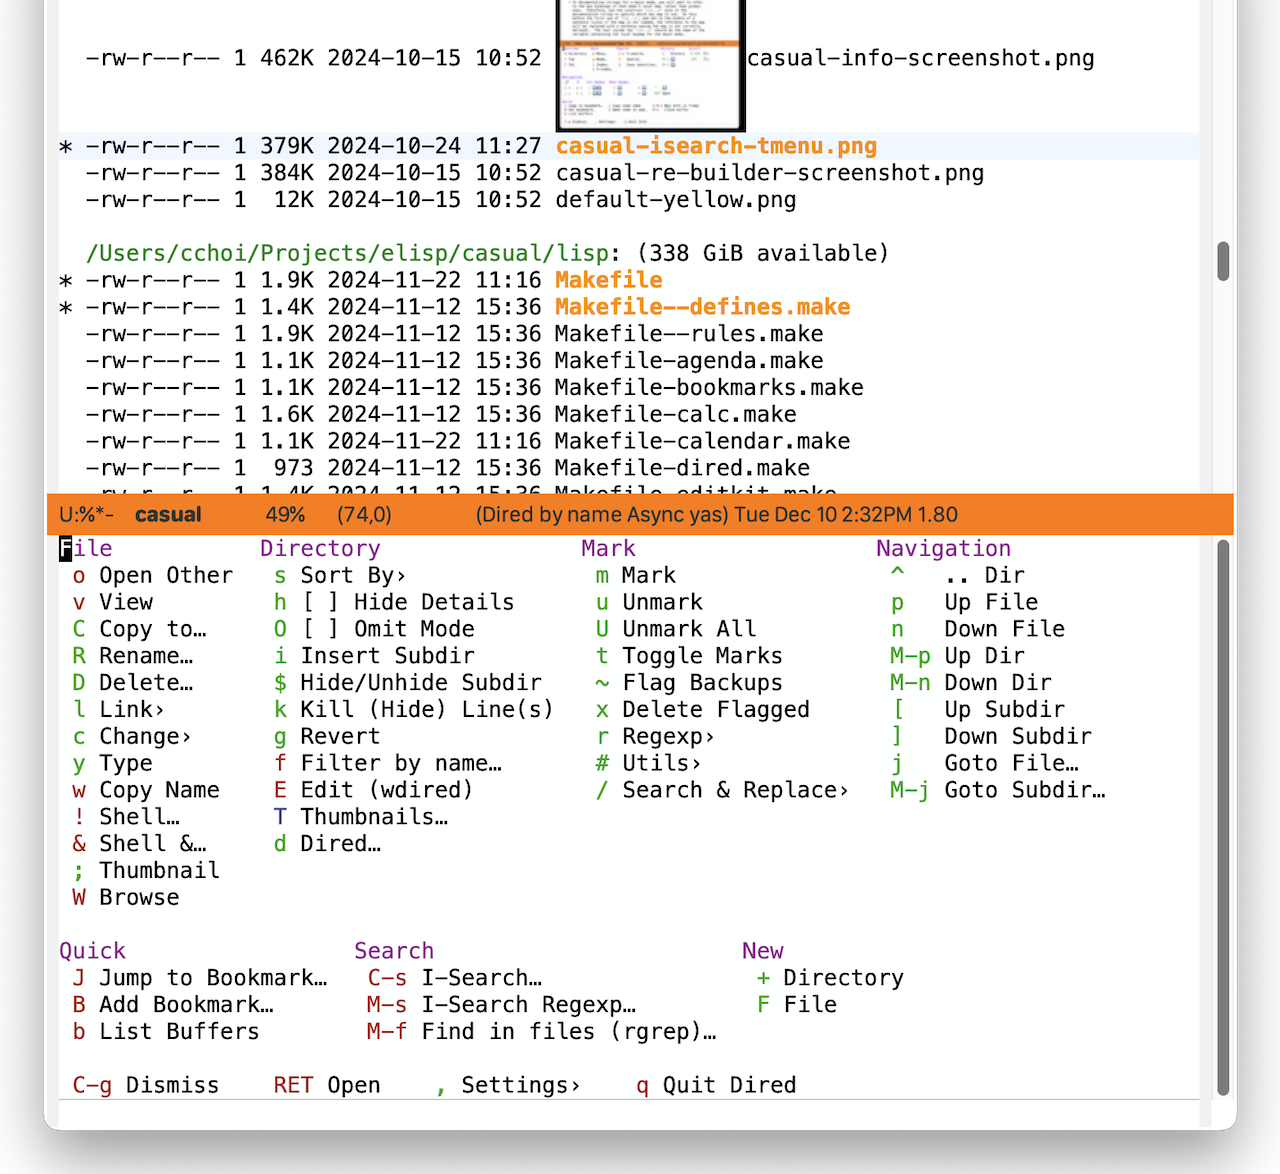 -rw-r--r-- 1 462K 2024-10-15 10:52 casual-info-screenshot.png
* -rw-r--r-- 1 379K 2024-10-24 11:27 casual-isearch-tmenu.png
-rw-r--r-- 1 384K 2024-10-15 10:52 casual-re-builder-screenshot.png
-rw-r--r-- 1 12K 2024-10-15 10:52 default-yellow.png
/Users/cchoi/Projects/elisp/casual/lisp: (338 GiB available)
* -rw-r--r-- 1 1.9K 2024-11-22 11:16 Makefile
* -rw-r--r-- 1 1.4K 2024-11-12 15:36 Makefile--defines.make
-rw-r--r-- 1 1.9K 2024-11-12 15:36 Makefile--rules.make
-rw-r--r-- 1 1.1K 2024-11-12 15:36 Makefile-agenda.make
-rw-r--r-- 1 1.1K 2024-11-12 15:36 Makefile-bookmarks.make
-rw-r--r-- 1 1.6K 2024-11-12 15:36 Makefile-calc.make
-rw-r--r-- 1 1.1K 2024-11-22 11:16 Makefile-calendar.make
-rw-r--r-- 1 973 2024-11-12 15:36 Makefile-dired.make
-rw-r--r-- 1 1.4K 2024-11-12 15:36 Makefile-editkit.make
U:%*- casual 49% (74,0) (Dired by name Async yas) Tue Dec 10 2:32PM 1.80
File Directory Mark Navigation
o Open Other s Sort By› m Mark ^ .. Dir
v View h [ ] Hide Details u Unmark p Up File
C Copy to… O [ ] Omit Mode U Unmark All n Down File
R Rename… i Insert Subdir t Toggle Marks M-p Up Dir
D Delete… $ Hide/Unhide Subdir ~ Flag Backups M-n Down Dir
l Link› k Kill (Hide) Line(s) x Delete Flagged [ Up Subdir
c Change› g Revert r Regexp› ] Down Subdir
y Type f Filter by name… # Utils› j Goto File…
w Copy Name E Edit (wdired) / Search & Replace› M-j Goto Subdir…
! Shell… T Thumbnails…
& Shell &… d Dired…
; Thumbnail
W Browse
Quick Search New
J Jump to Bookmark… C-s I-Search… + Directory
B Add Bookmark… M-s I-Search Regexp… F File
b List Buffers M-f Find in files (rgrep)…
C-g Dismiss RET Open , Settings› q Quit Dired